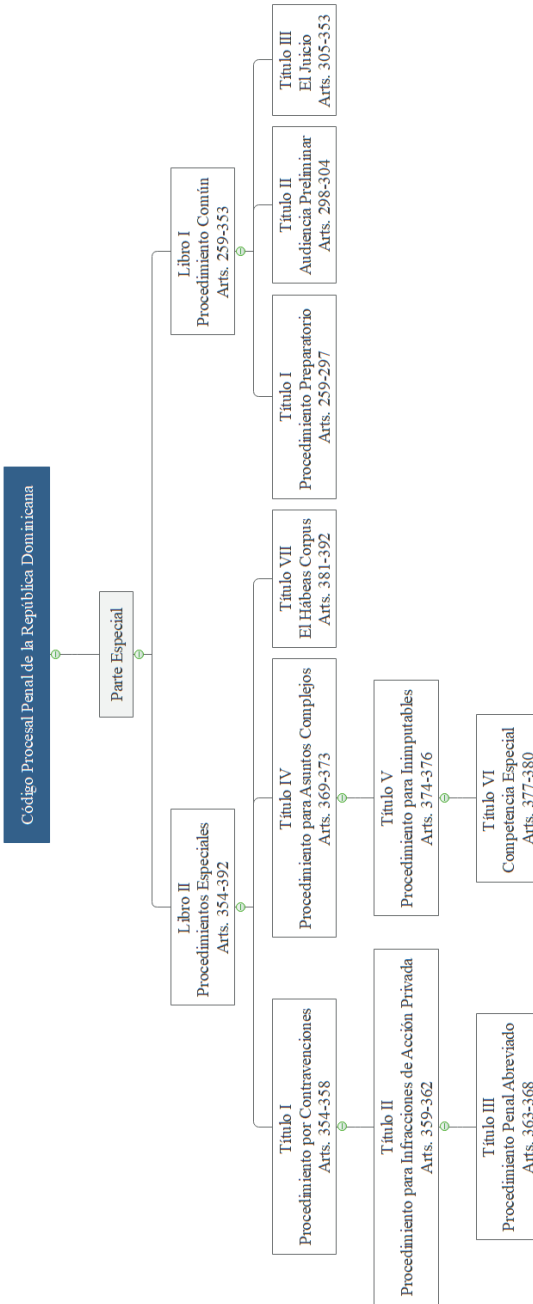 Código Procesal Penal de la República Dominicana
Parte Especial
Libro II
Procedimientos Especiales
Arts. 354-392
Libro I
Procedimiento Común
Arts. 259-353
Título I
Procedimiento por Contravenciones
Arts. 354-358
Título IV
Procedimiento para Asuntos Complejos
Arts. 369-373
Título VII
El Hábeas Corpus
Arts. 381-392
Título I
Procedimiento Preparatorio
Arts. 259-297
Título II
Audiencia Preliminar
Arts. 298-304
Título III
El Juicio
Arts. 305-353
Título II
Procedimiento para Infracciones de Acción Privada
Arts. 359-362
Título V
Procedimiento para Inimputables
Arts. 374-376
Título III
Procedimiento Penal Abreviado
Arts. 363-368
Título VI
Competencia Especial
Arts. 377-380